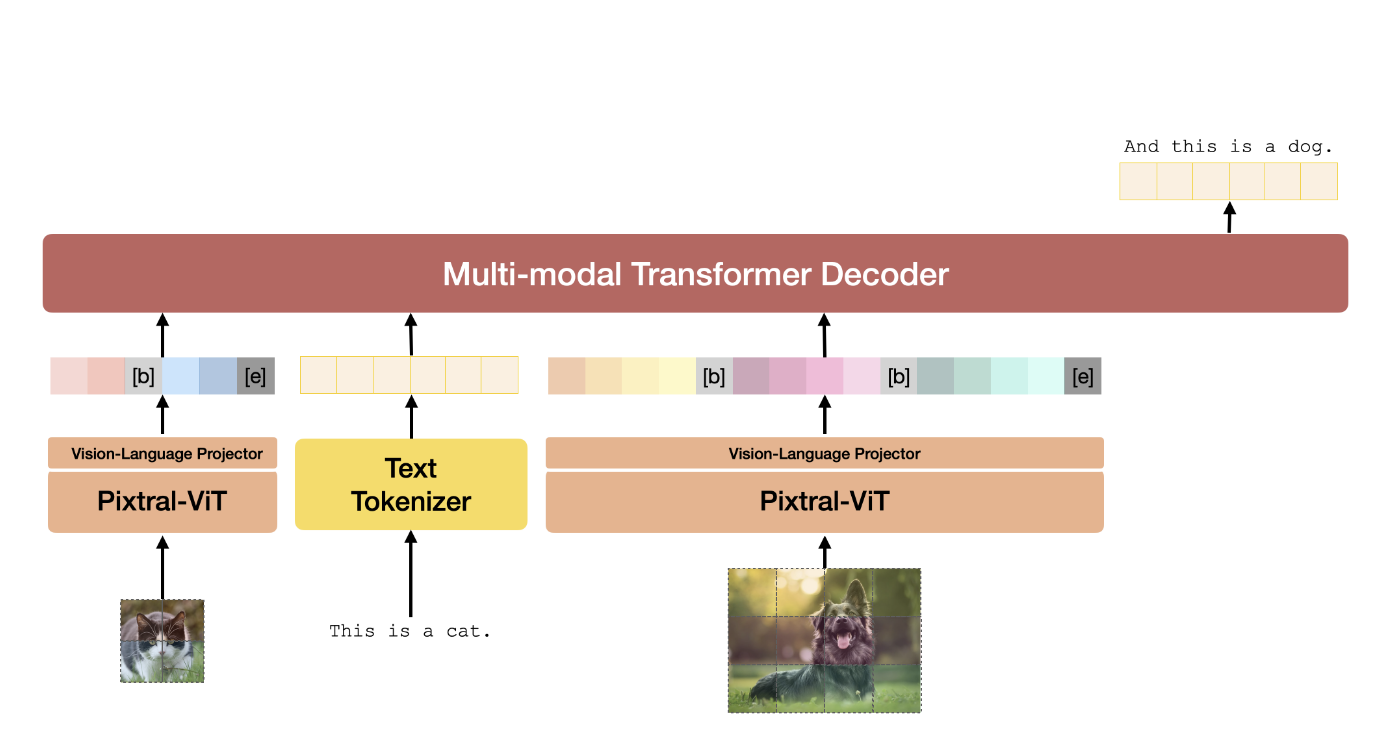 And this is a dog.
Multi-modal Transformer Decoder
[b] [e] [b] [b] [e]
Vision-Language Projector
Pixtral-ViT
Text
Tokenizer
Vision-Language Projector
Pixtral-ViT
This is a cat.